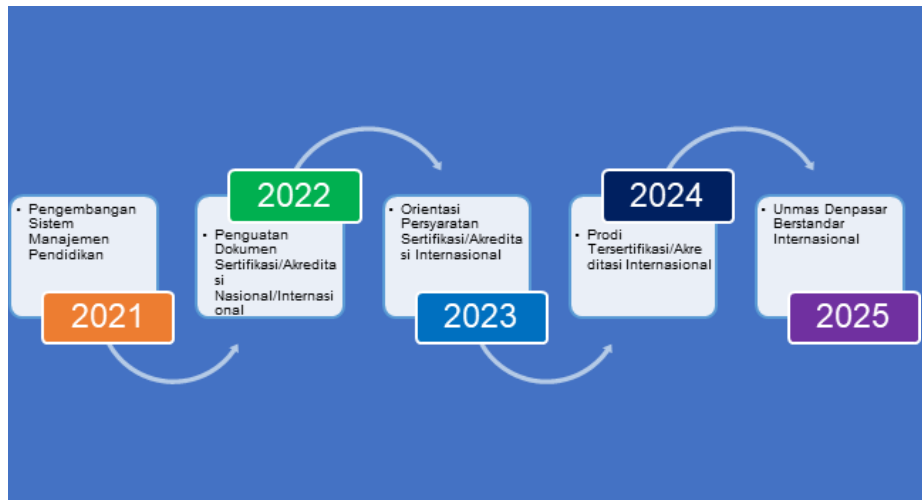 • Pengembangan
Sistem
Manajemen
Pendidikan
2021
2022
• Penguatan
Dokumen
Sertifikasi/Akredita
si
Nasional/Internasi
onal
• Orientasi
Persyaratan
Sertifikasi/Akredita
si Internasional
2023
2024
• Prodi
Tersertifikasi/Akre
ditasi Internasional
• Unmas Denpasar
Berstandar
Internasional
2025